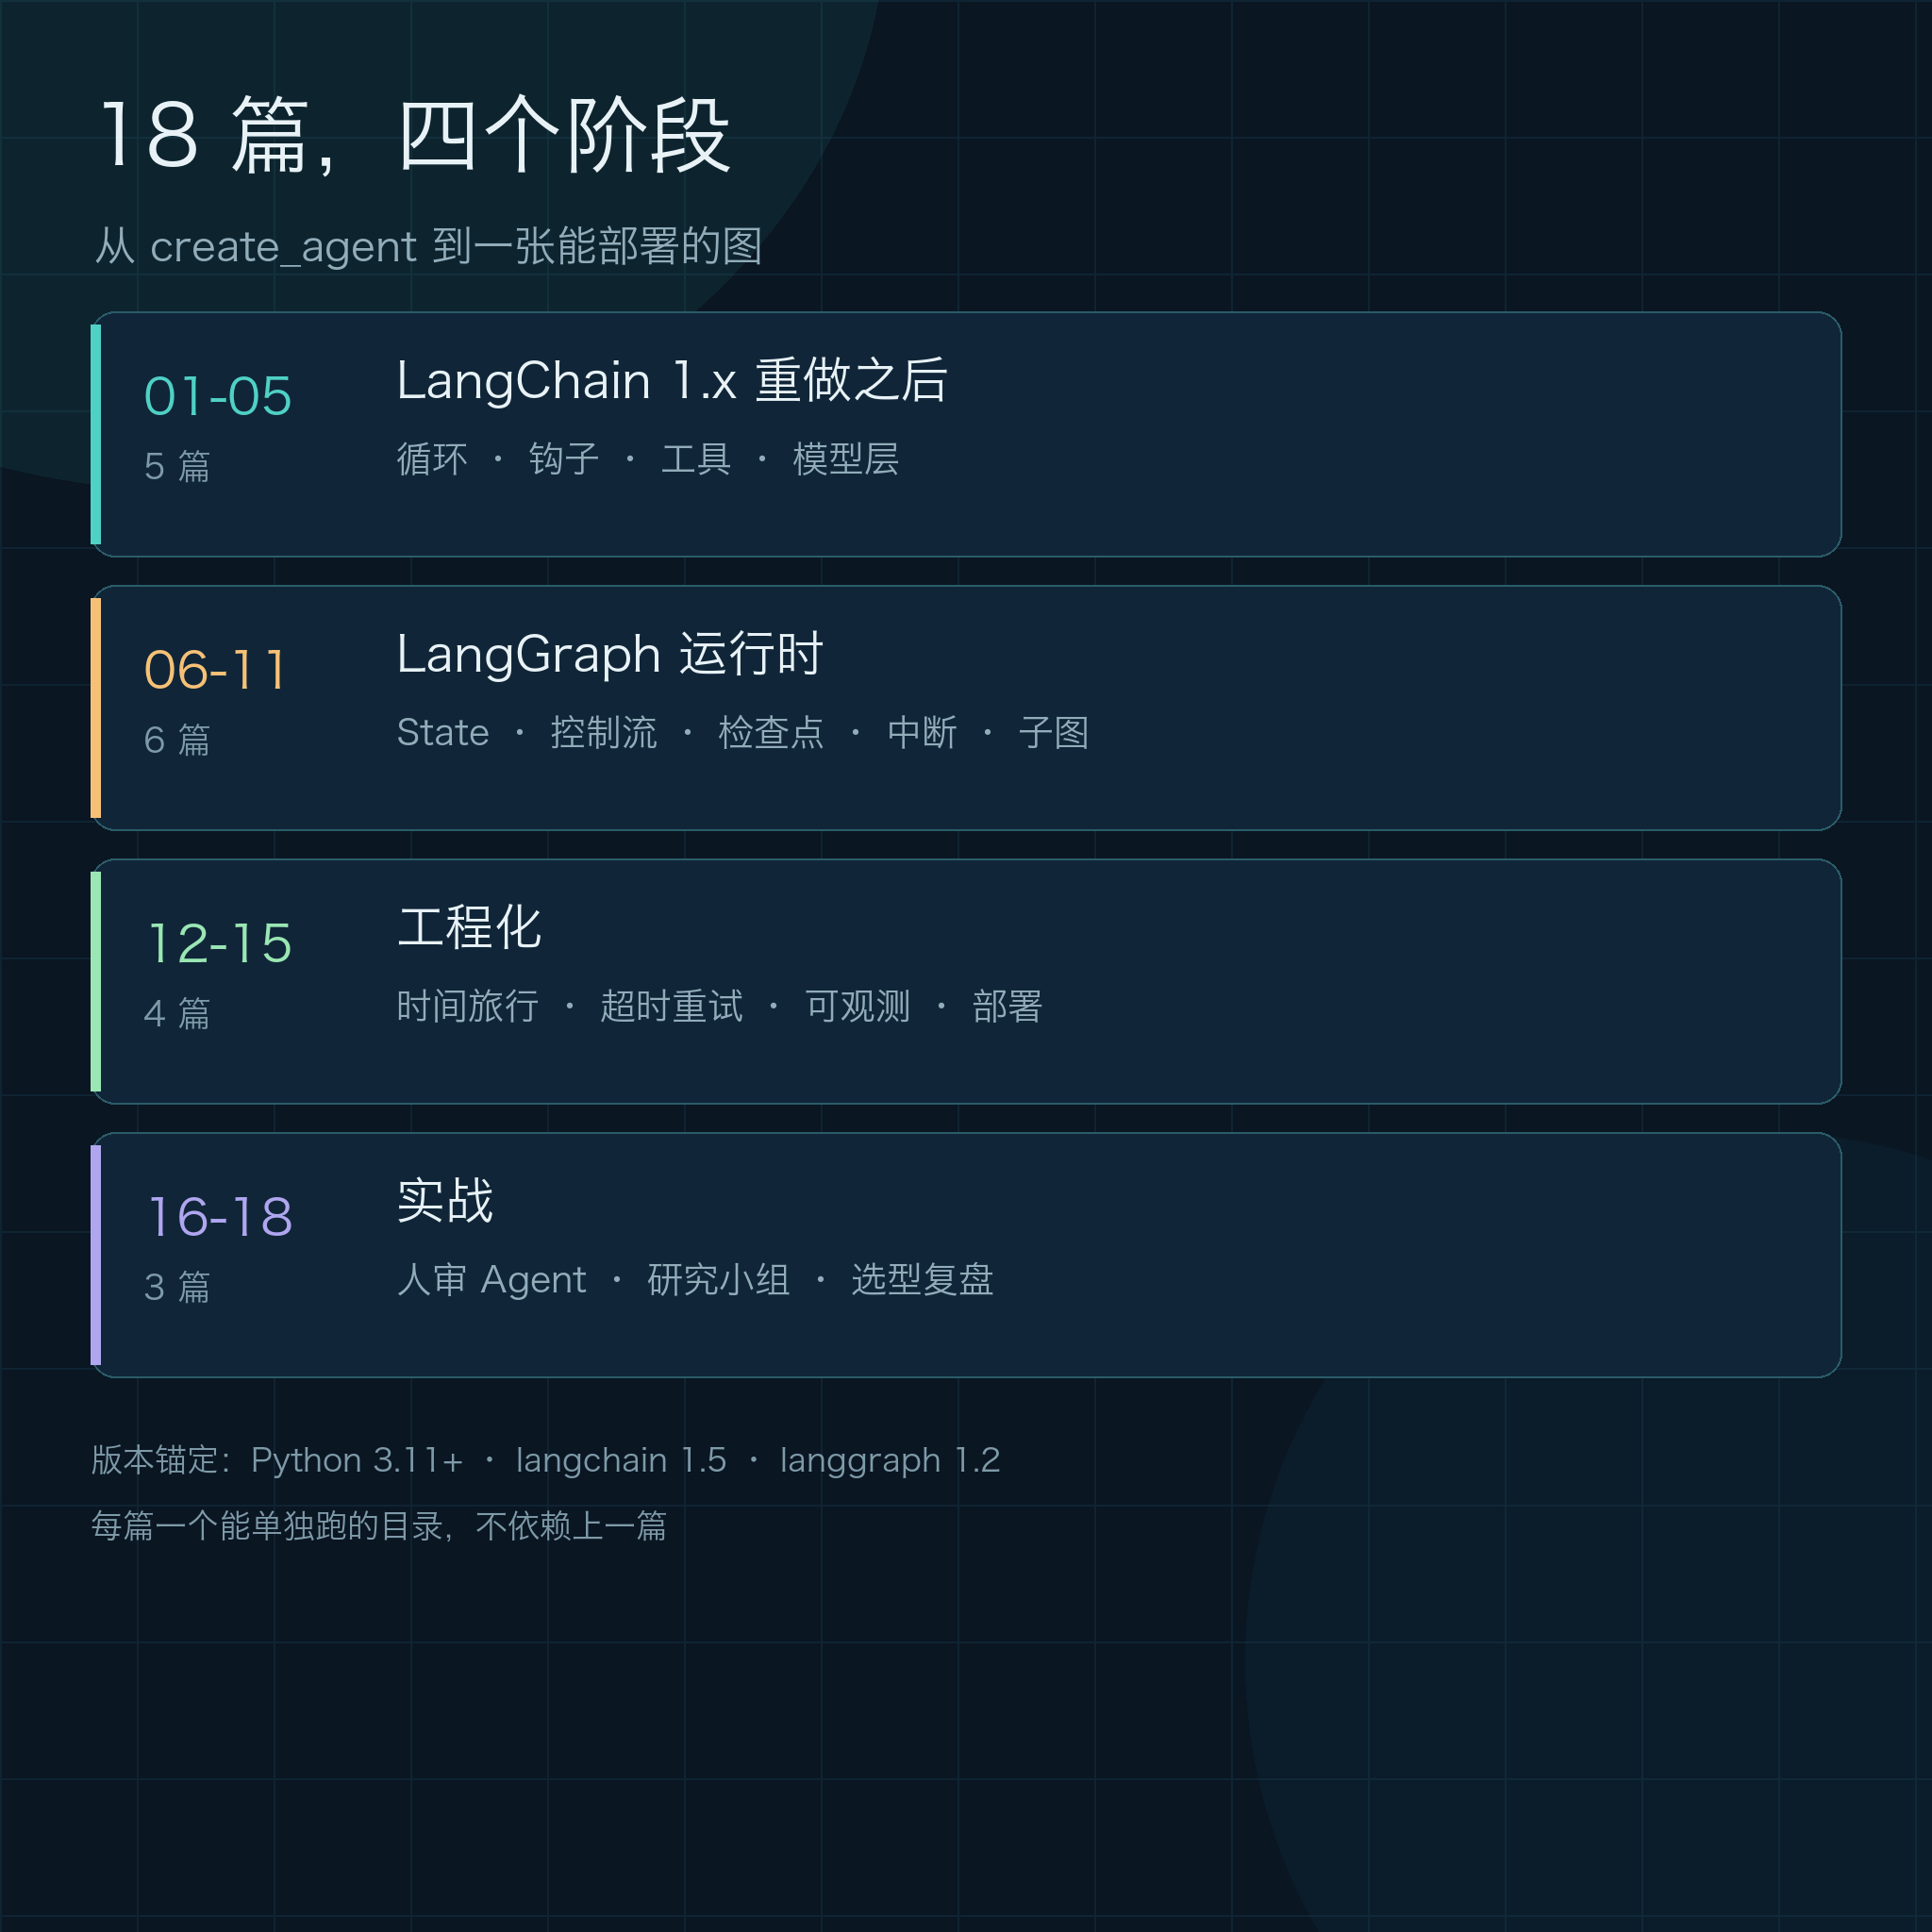 18 篇，四个阶段
从 create_agent 到一张能部署的图
01-05
5 篇
LangChain 1.x 重做之后
循环 · 钩子 · 工具 · 模型层
06-11
6 篇
LangGraph 运行时
State · 控制流 · 检查点 · 中断 · 子图
12-15
4 篇
工程化
时间旅行 · 超时重试 · 可观测 · 部署
16-18
3 篇
实战
人审 Agent · 研究小组 · 选型复盘
版本锚定：Python 3.11+ · langchain 1.5 · langgraph 1.2
每篇一个能单独跑的目录，不依赖上一篇